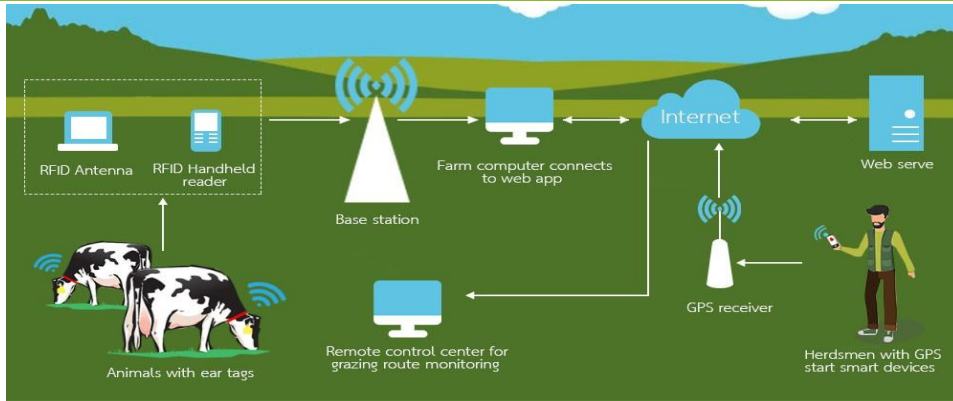 RFID Antenna
RFID Handheld
reader
Base station
Farm computer connects
to web app
Internet
Web serve
Animals with ear tags
Remote control center for
grazing route monitoring
GPS receiver
Herdsmen with GPS
start smart devices